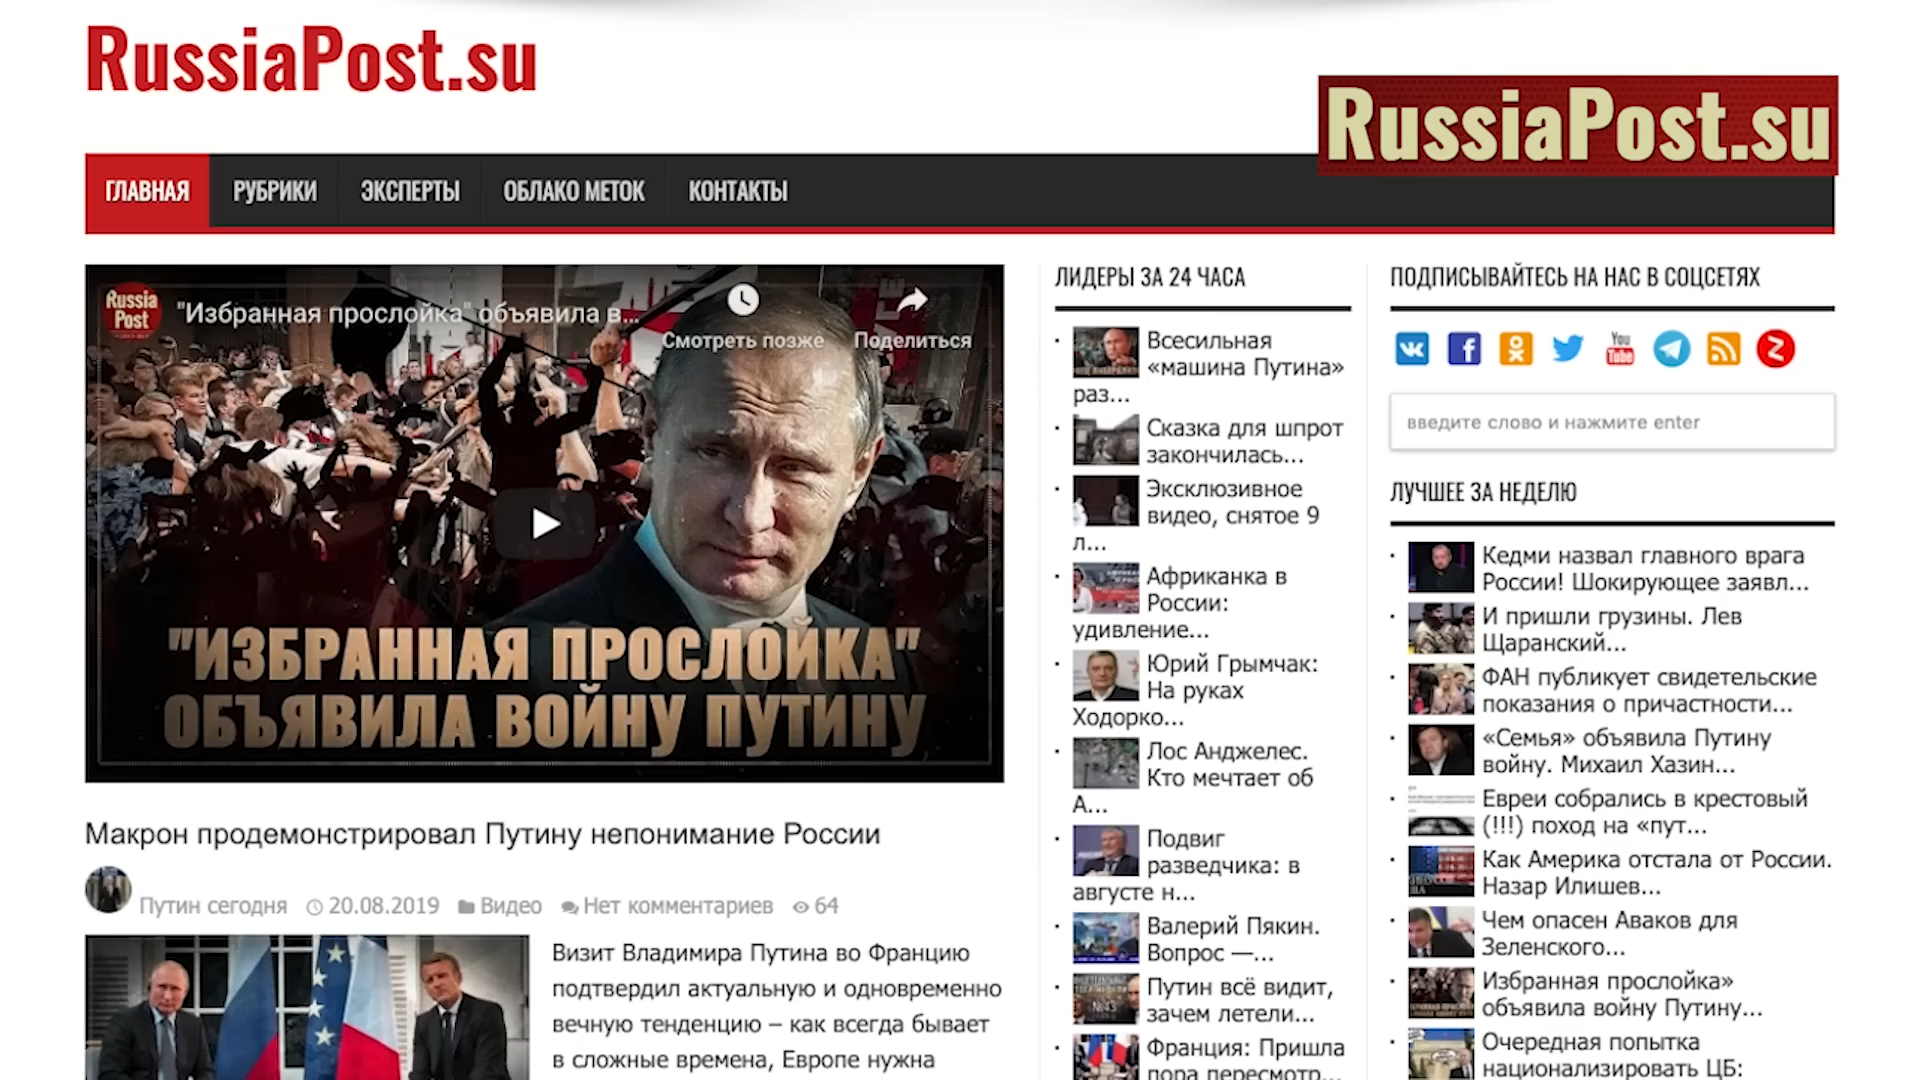 RussiaPost.su
RussiaPost.su
ГЛАВНАЯ
РУБРИКИ
ЭКСПЕРТЫ
ОБЛАКО МЕТОК
КОНТАКТЫ
Russia
Post
"Избранная прослойка" объявила в...
Смотреть позже
Поделиться
"ИЗБРАННАЯ ПРОСЛОЙКА"
ОБЪЯВИЛА ВОЙНУ ПУТИНУ
Макрон продемонстрировал Путину непонимание России
Путин сегодня 20.08.2019 Видео Нет комментариев 64
Визит Владимира Путина во Францию
подтвердил актуальную и одновременно
вечную тенденцию – как всегда бывает
в сложные времена, Европе нужна
ЛИДЕРЫ ЗА 24 ЧАСА
Всесильная
«машина Путина»
раз...
Сказка для шпрот
закончилась...
Эксклюзивное
видео, снятое 9
л...
Африканка в
России:
удивление...
Юрий Грымчак:
На руках
Ходорко...
Лос Анджелес.
Кто мечтает об
А...
Подвиг
разведчика: в
августе н...
Валерий Пякин.
Вопрос —...
Путин всё видит,
зачем летели...
Франция: Пришла
пора пересмотр...
ПОДПИСЫВАЙТЕСЬ НА НАС В СОЦСЕТЯХ
You
Tube
введите слово и нажмите enter
ЛУЧШЕЕ ЗА НЕДЕЛЮ
Кедми назвал главного врага
России! Шокирующее заявл...
И пришли грузины. Лев
Щаранский...
ФАН публикует свидетельские
показания о причастности...
«Семья» объявила Путину
войну. Михаил Хазин...
Евреи собрались в крестовый
(!!!) поход на «пут...
Как Америка отстала от России.
Назар Илишев...
Чем опасен Аваков для
Зеленского...
Избранная прослойка»
объявила войну Путину...
Очередная попытка
национализировать ЦБ: